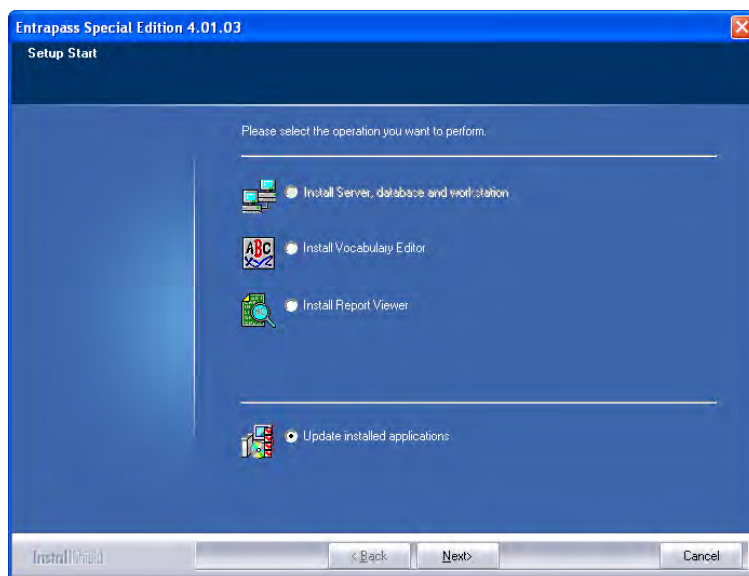 Entrapass Special Edition 4.01.03
Setup Start
Please select the operation you want to perform.
Install Server, database and workstation
ABC
Install Vocabulary Editor
Install Report Viewer
Update installed applications
InstallShield
< Back Next> Cancel